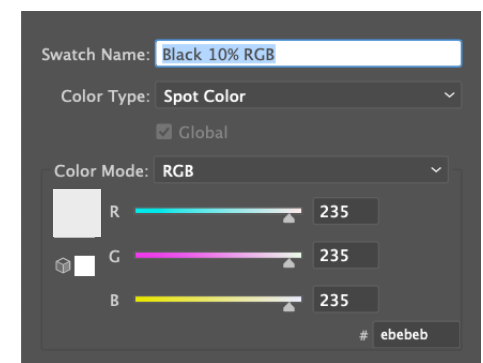 Swatch Name: Black 10% RGB
Color Type: Spot Color
Global
Color Mode: RGB
R 235
G 235
B 235
# ebebeb